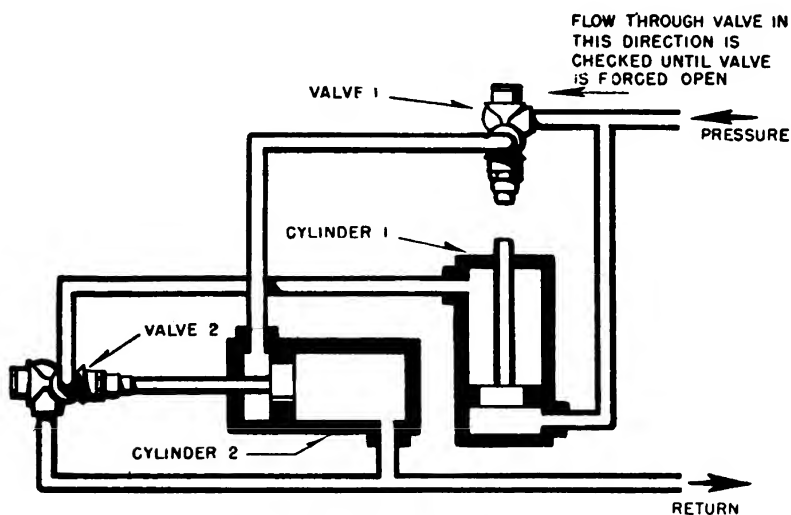 FLOW THROUGH VALVE IN
THIS DIRECTION IS
CHECKED UNTIL VALVE
IS FORCED OPEN
VALVE 1
PRESSURE
CYLINDER 1
VALVE 2
CYLINDER 2
RETURN